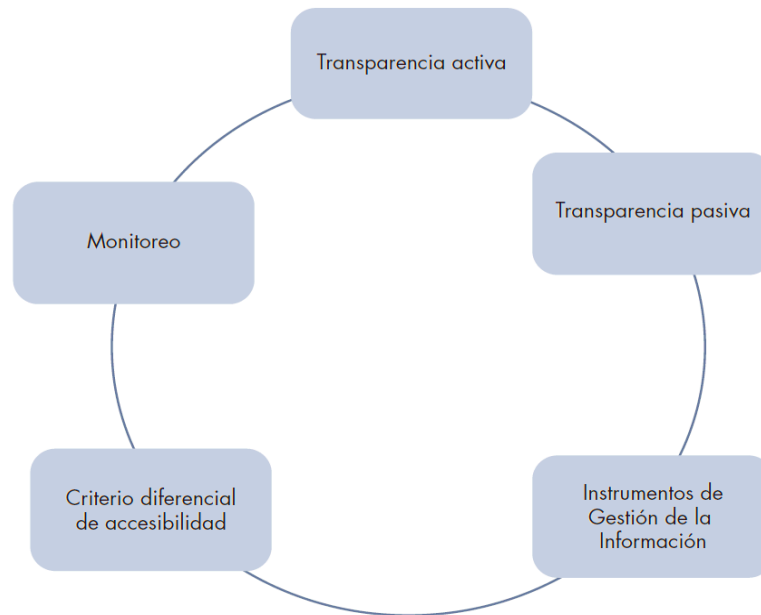 Transparencia activa
Transparencia pasiva
Instrumentos de
Gestión de la
Información
Criterio diferencial
de accesibilidad
Monitoreo